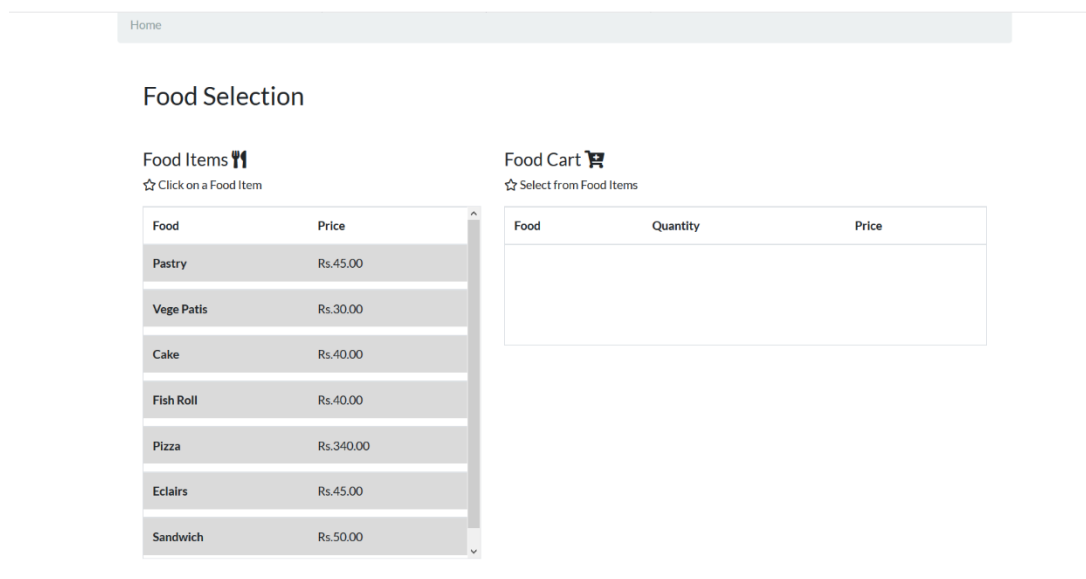 Home
Food Selection
Food Items
Click on a Food Item
Food Price
Pastry Rs.45.00
Vege Patis Rs.30.00
Cake Rs.40.00
Fish Roll Rs.40.00
Pizza Rs.340.00
Eclairs Rs.45.00
Sandwich Rs.50.00
Food Cart
Select from Food Items
Food Quantity Price